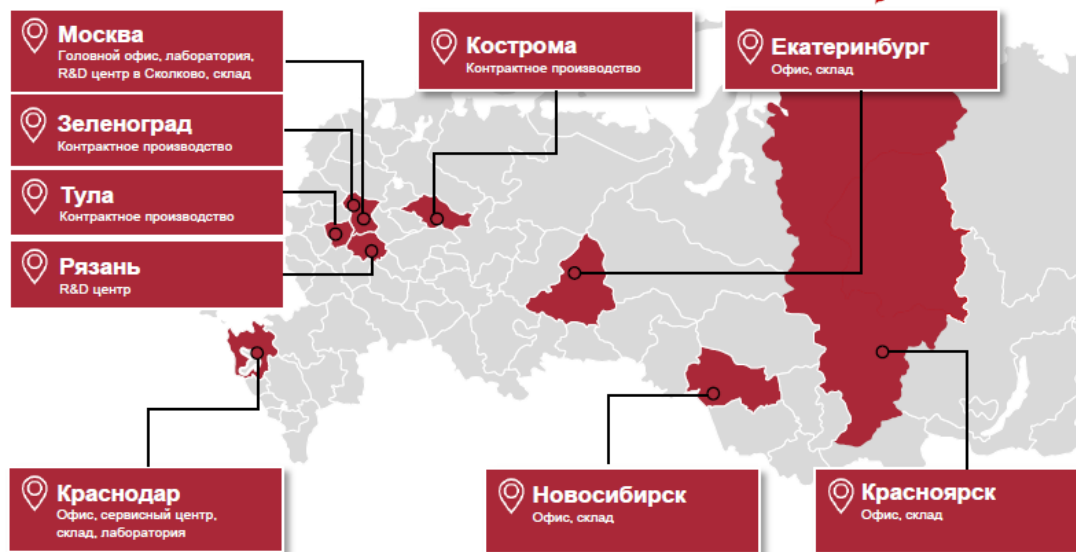 Москва
Головной офис, лаборатория,
R&D центр в Сколково, склад
Зеленоград
Контрактное производство
Тула
Контрактное производство
Рязань
R&D центр
Кострома
Контрактное производство
Екатеринбург
Офис, склад
Краснодар
Офис, сервисный центр,
склад, лаборатория
Новосибирск
Офис, склад
Красноярск
Офис, склад